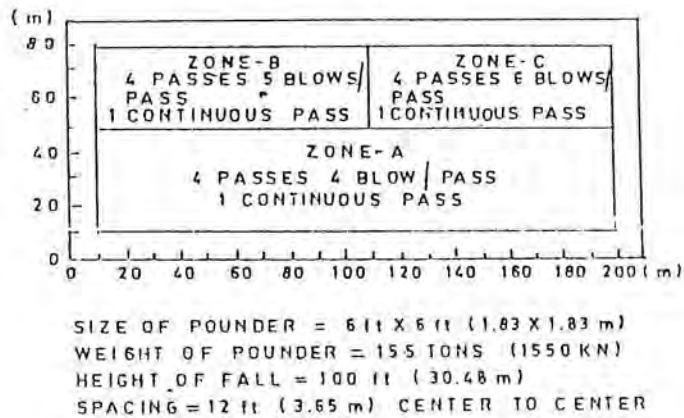 (m)
80
60
40
20
0
ZONE-B
4 PASSES 5 BLOWS/
PASS
1 CONTINUOUS PASS
ZONE-C
4 PASSES 6 BLOWS/
PASS
1 CONTINUOUS PASS
ZONE-A
4 PASSES 4 BLOW/PASS
1 CONTINUOUS PASS
0 20 40 60 80 100 120 140 160 180 200 (m)
SIZE OF POUNDER = 6 ft X 6 ft (1.83 X 1.83 m)
WEIGHT OF POUNDER = 155 TONS (1550 KN)
HEIGHT OF FALL = 100 ft (30.48 m)
SPACING = 12 ft (3.65 m) CENTER TO CENTER